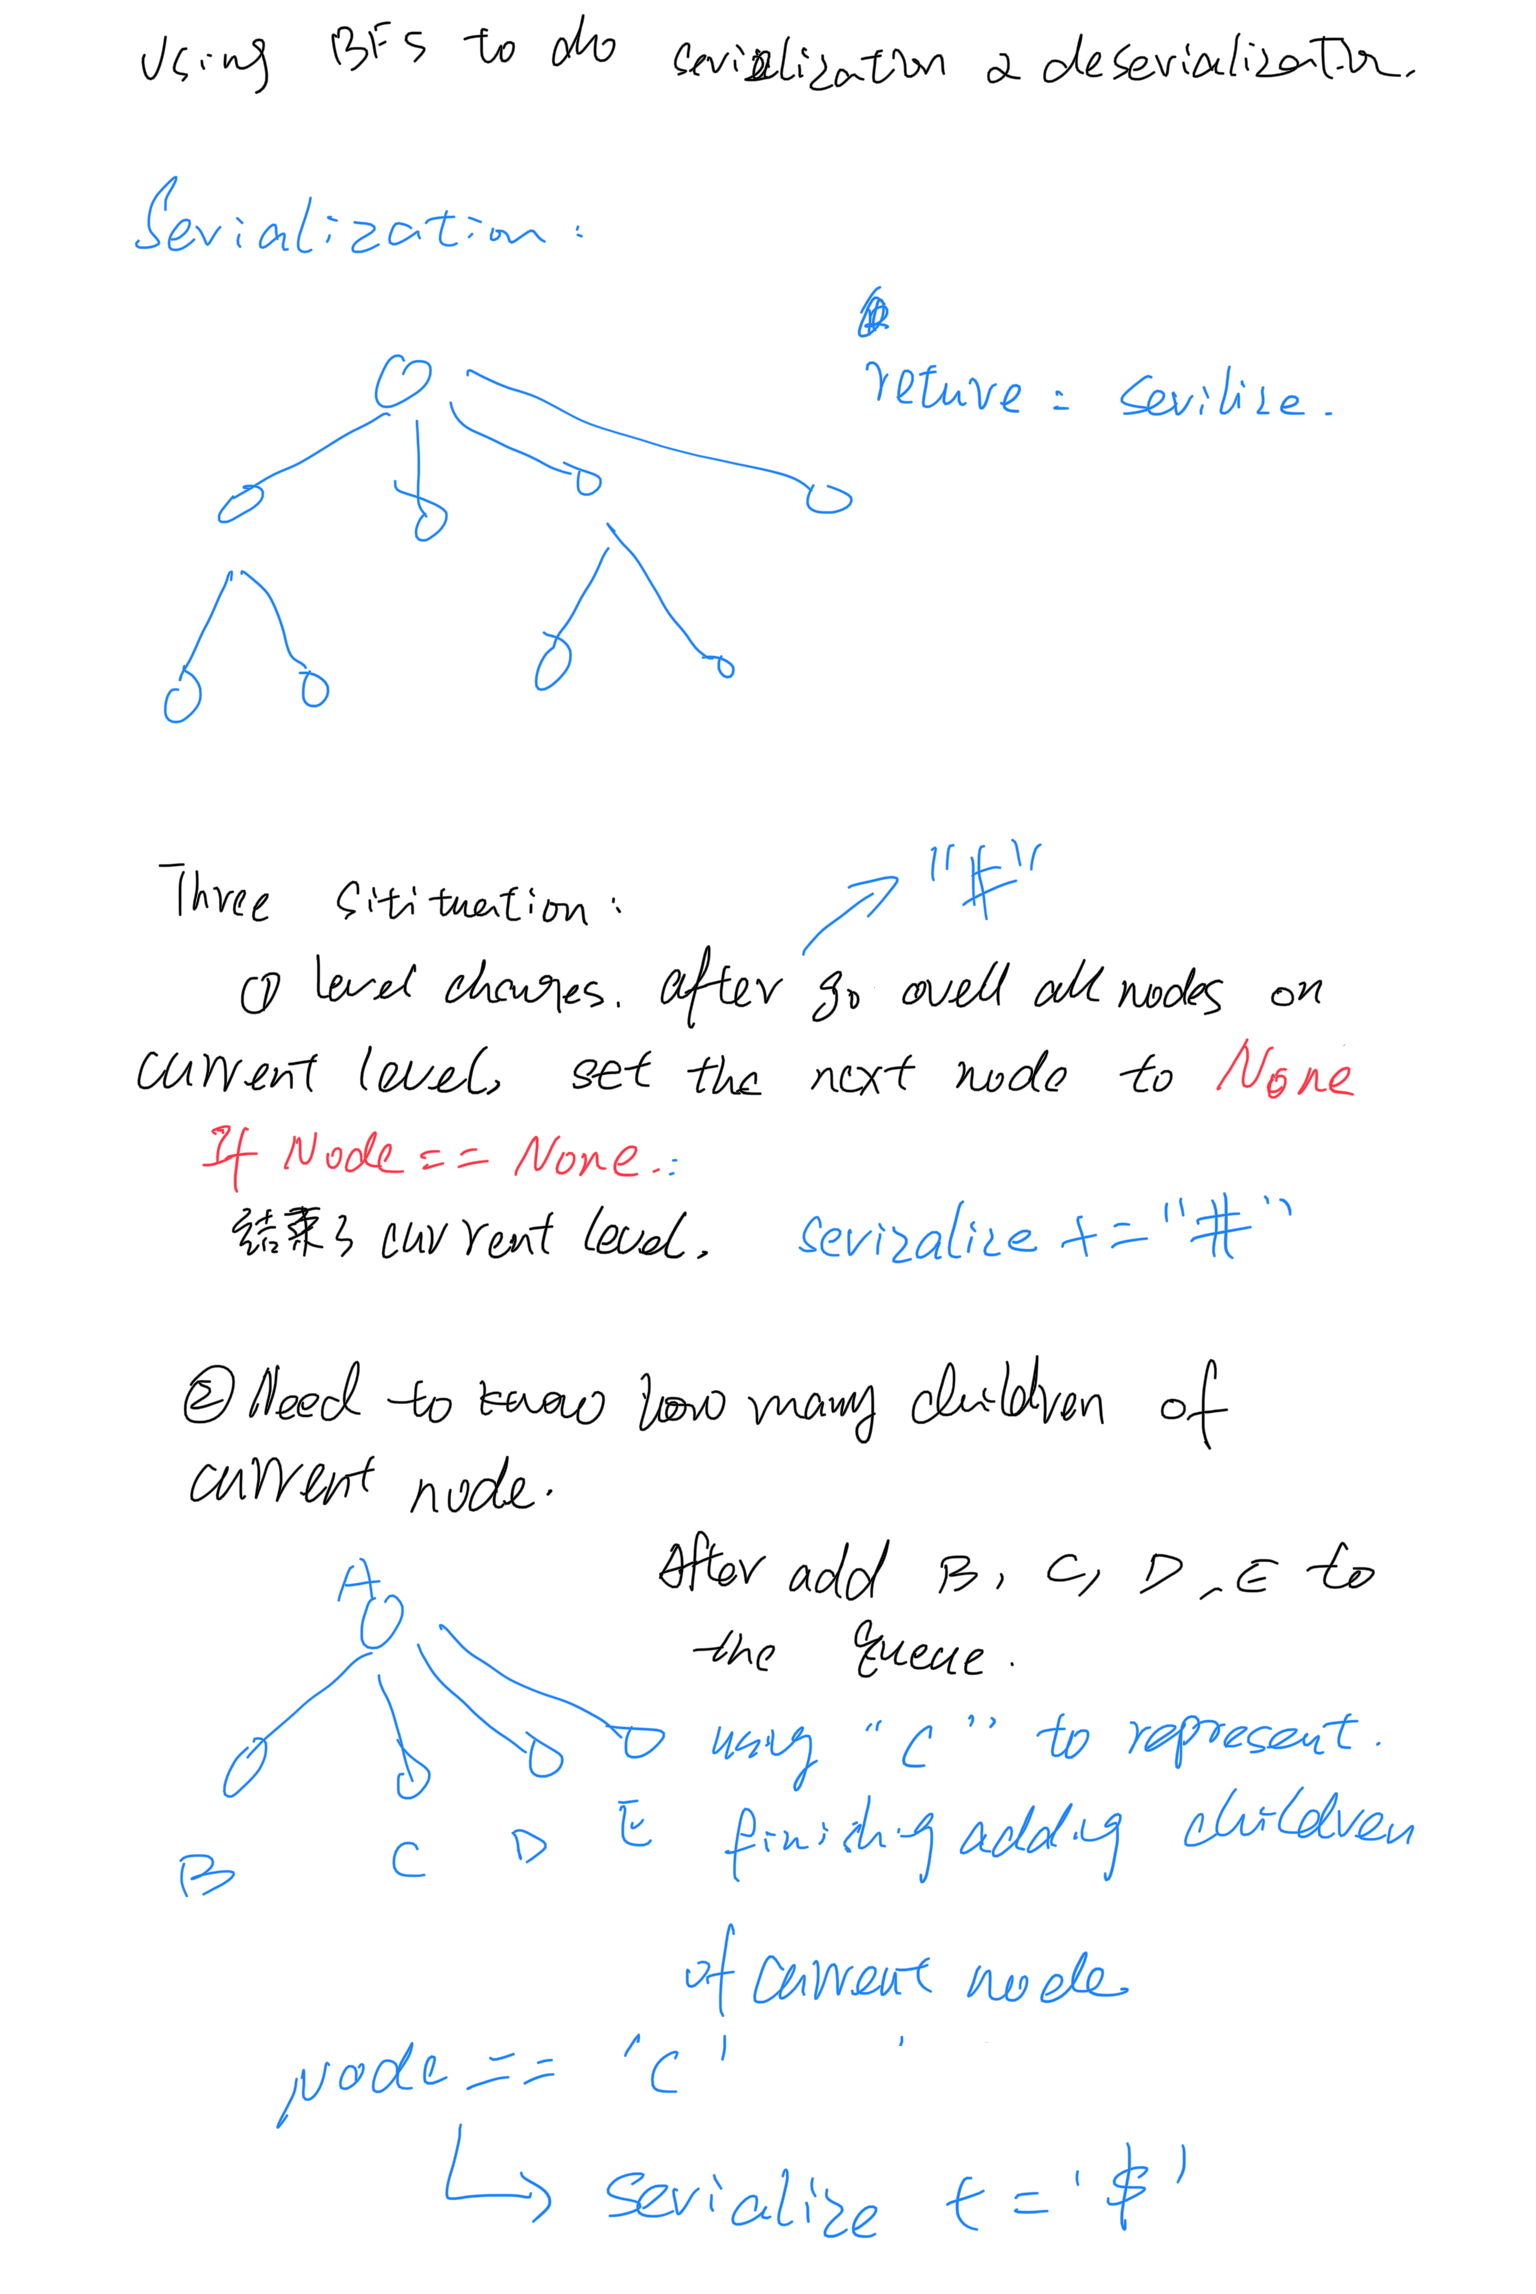 Using BFS to do serialization & deserialization.
Serialization:
return = serilize.
Three sitituation:
"#"
① level changes. after go overll all nodes on
current level, set the next node to None
If Node == None.:
结束了 current level. serizalize += "#"
② Need to know how many children of
current node.
A
After add B, C, D, E to
the queue.
using "C" to represent.
B C D E finishing adding children
of current node
Node == 'C'
serialize += '$'